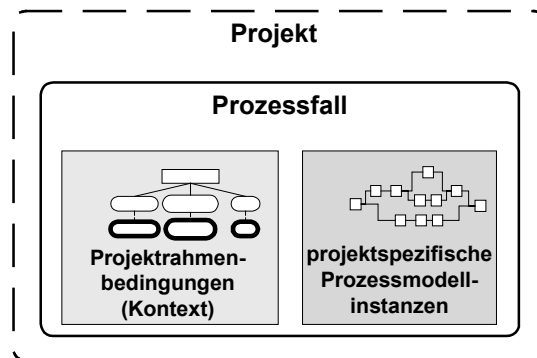 Projekt
Prozessfall
Projektrahmen-
bedingungen
(Kontext)
projektspezifische
Prozessmodell-
instanzen